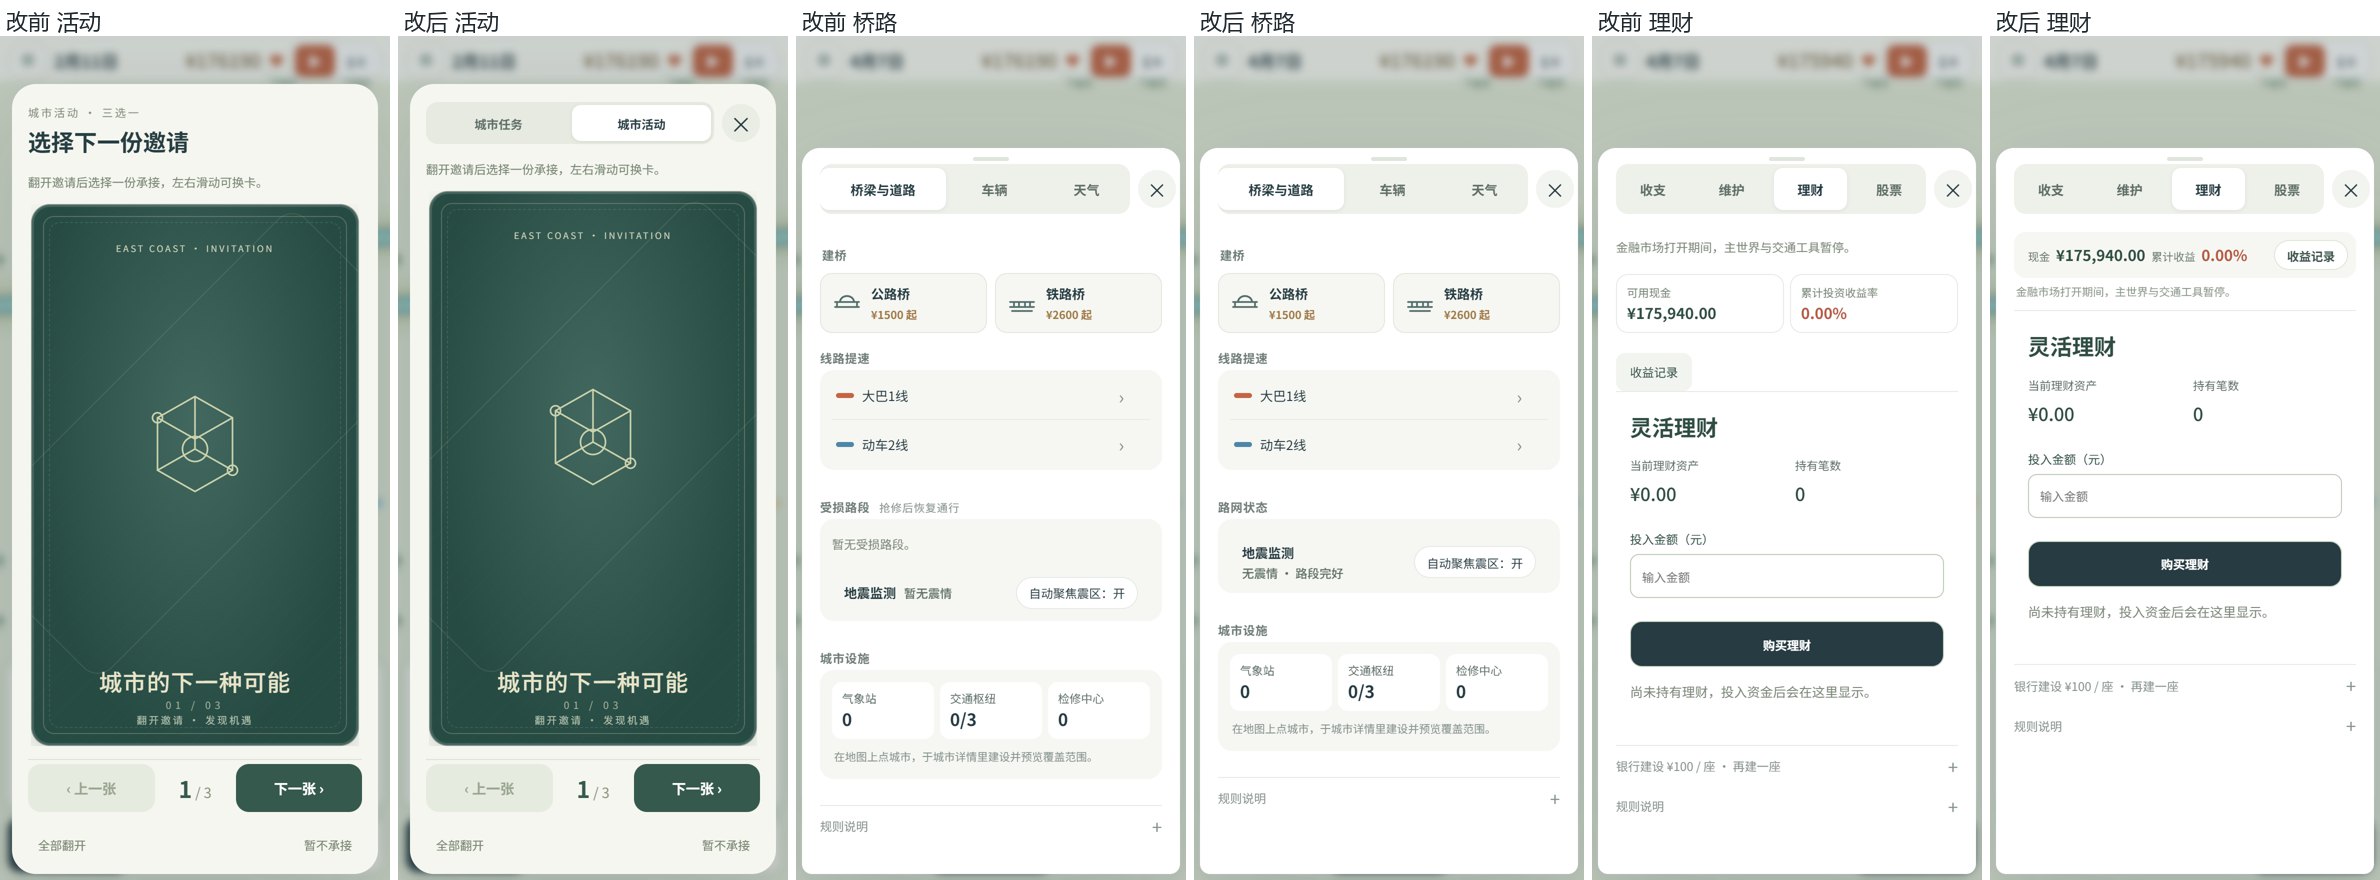 改前 活动
城市活动 · 三选一
选择下一份邀请
翻开邀请后选择一份承接，左右滑动可换卡。
EAST COAST · INVITATION
城市的下一种可能
01 / 03
翻开邀请 · 发现机遇
‹ 上一张
1 / 3
下一张 ›
全部翻开
暂不承接
改后 活动
城市任务
城市活动
翻开邀请后选择一份承接，左右滑动可换卡。
EAST COAST · INVITATION
城市的下一种可能
01 / 03
翻开邀请 · 发现机遇
‹ 上一张
1 / 3
下一张 ›
全部翻开
暂不承接
改前 桥路
桥梁与道路
车辆
天气
建桥
公路桥
¥1500 起
铁路桥
¥2600 起
线路提速
大巴1线
动车2线
受损路段 抢修后恢复通行
暂无受损路段。
地震监测 暂无震情
自动聚焦震区：开
城市设施
气象站
0
交通枢纽
0/3
检修中心
0
在地图上点城市，于城市详情里建设并预览覆盖范围。
规则说明
改后 桥路
桥梁与道路
车辆
天气
建桥
公路桥
¥1500 起
铁路桥
¥2600 起
线路提速
大巴1线
动车2线
路网状态
地震监测
无震情 · 路段完好
自动聚焦震区：开
城市设施
气象站
0
交通枢纽
0/3
检修中心
0
在地图上点城市，于城市详情里建设并预览覆盖范围。
规则说明
改前 理财
收支
维护
理财
股票
金融市场打开期间，主世界与交通工具暂停。
可用现金
¥175,940.00
累计投资收益率
0.00%
收益记录
灵活理财
当前理财资产
¥0.00
持有笔数
0
投入金额（元）
输入金额
购买理财
尚未持有理财，投入资金后会在这里显示。
银行建设 ¥100 / 座 · 再建一座
规则说明
改后 理财
收支
维护
理财
股票
现金 ¥175,940.00 累计收益 0.00%
收益记录
金融市场打开期间，主世界与交通工具暂停。
灵活理财
当前理财资产
¥0.00
持有笔数
0
投入金额（元）
输入金额
购买理财
尚未持有理财，投入资金后会在这里显示。
银行建设 ¥100 / 座 · 再建一座
规则说明